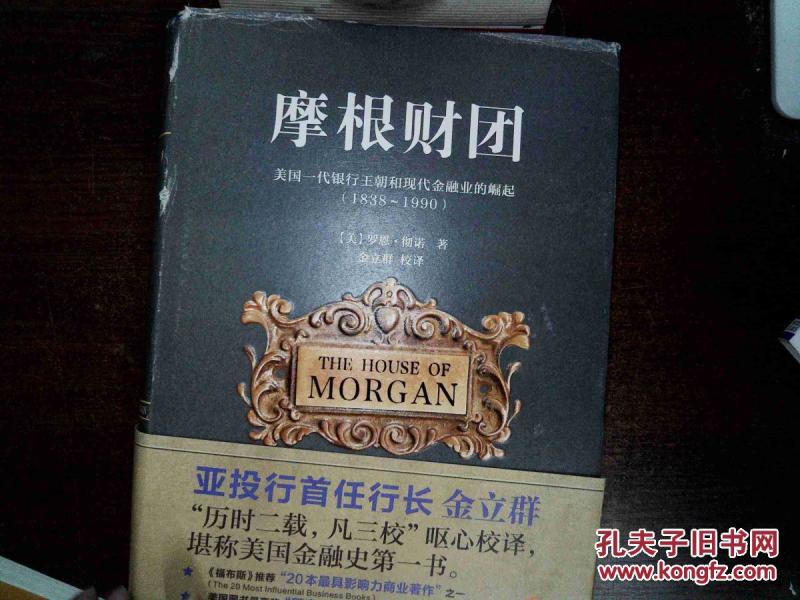 摩根财团
美国一代银行王朝和现代金融业的崛起
(1838~1990)
【美】罗恩·彻诺 著
金立群 校译
THE HOUSE OF
MORGAN
亚投行首任行长 金立群
“历时二载，凡三校”呕心校译，
堪称美国金融史第一书。
★ 《福布斯》推荐“20本最具影响力商业著作”之一
(The 20 Most Influential Business Books)
孔夫子旧书网
www.kongfz.com